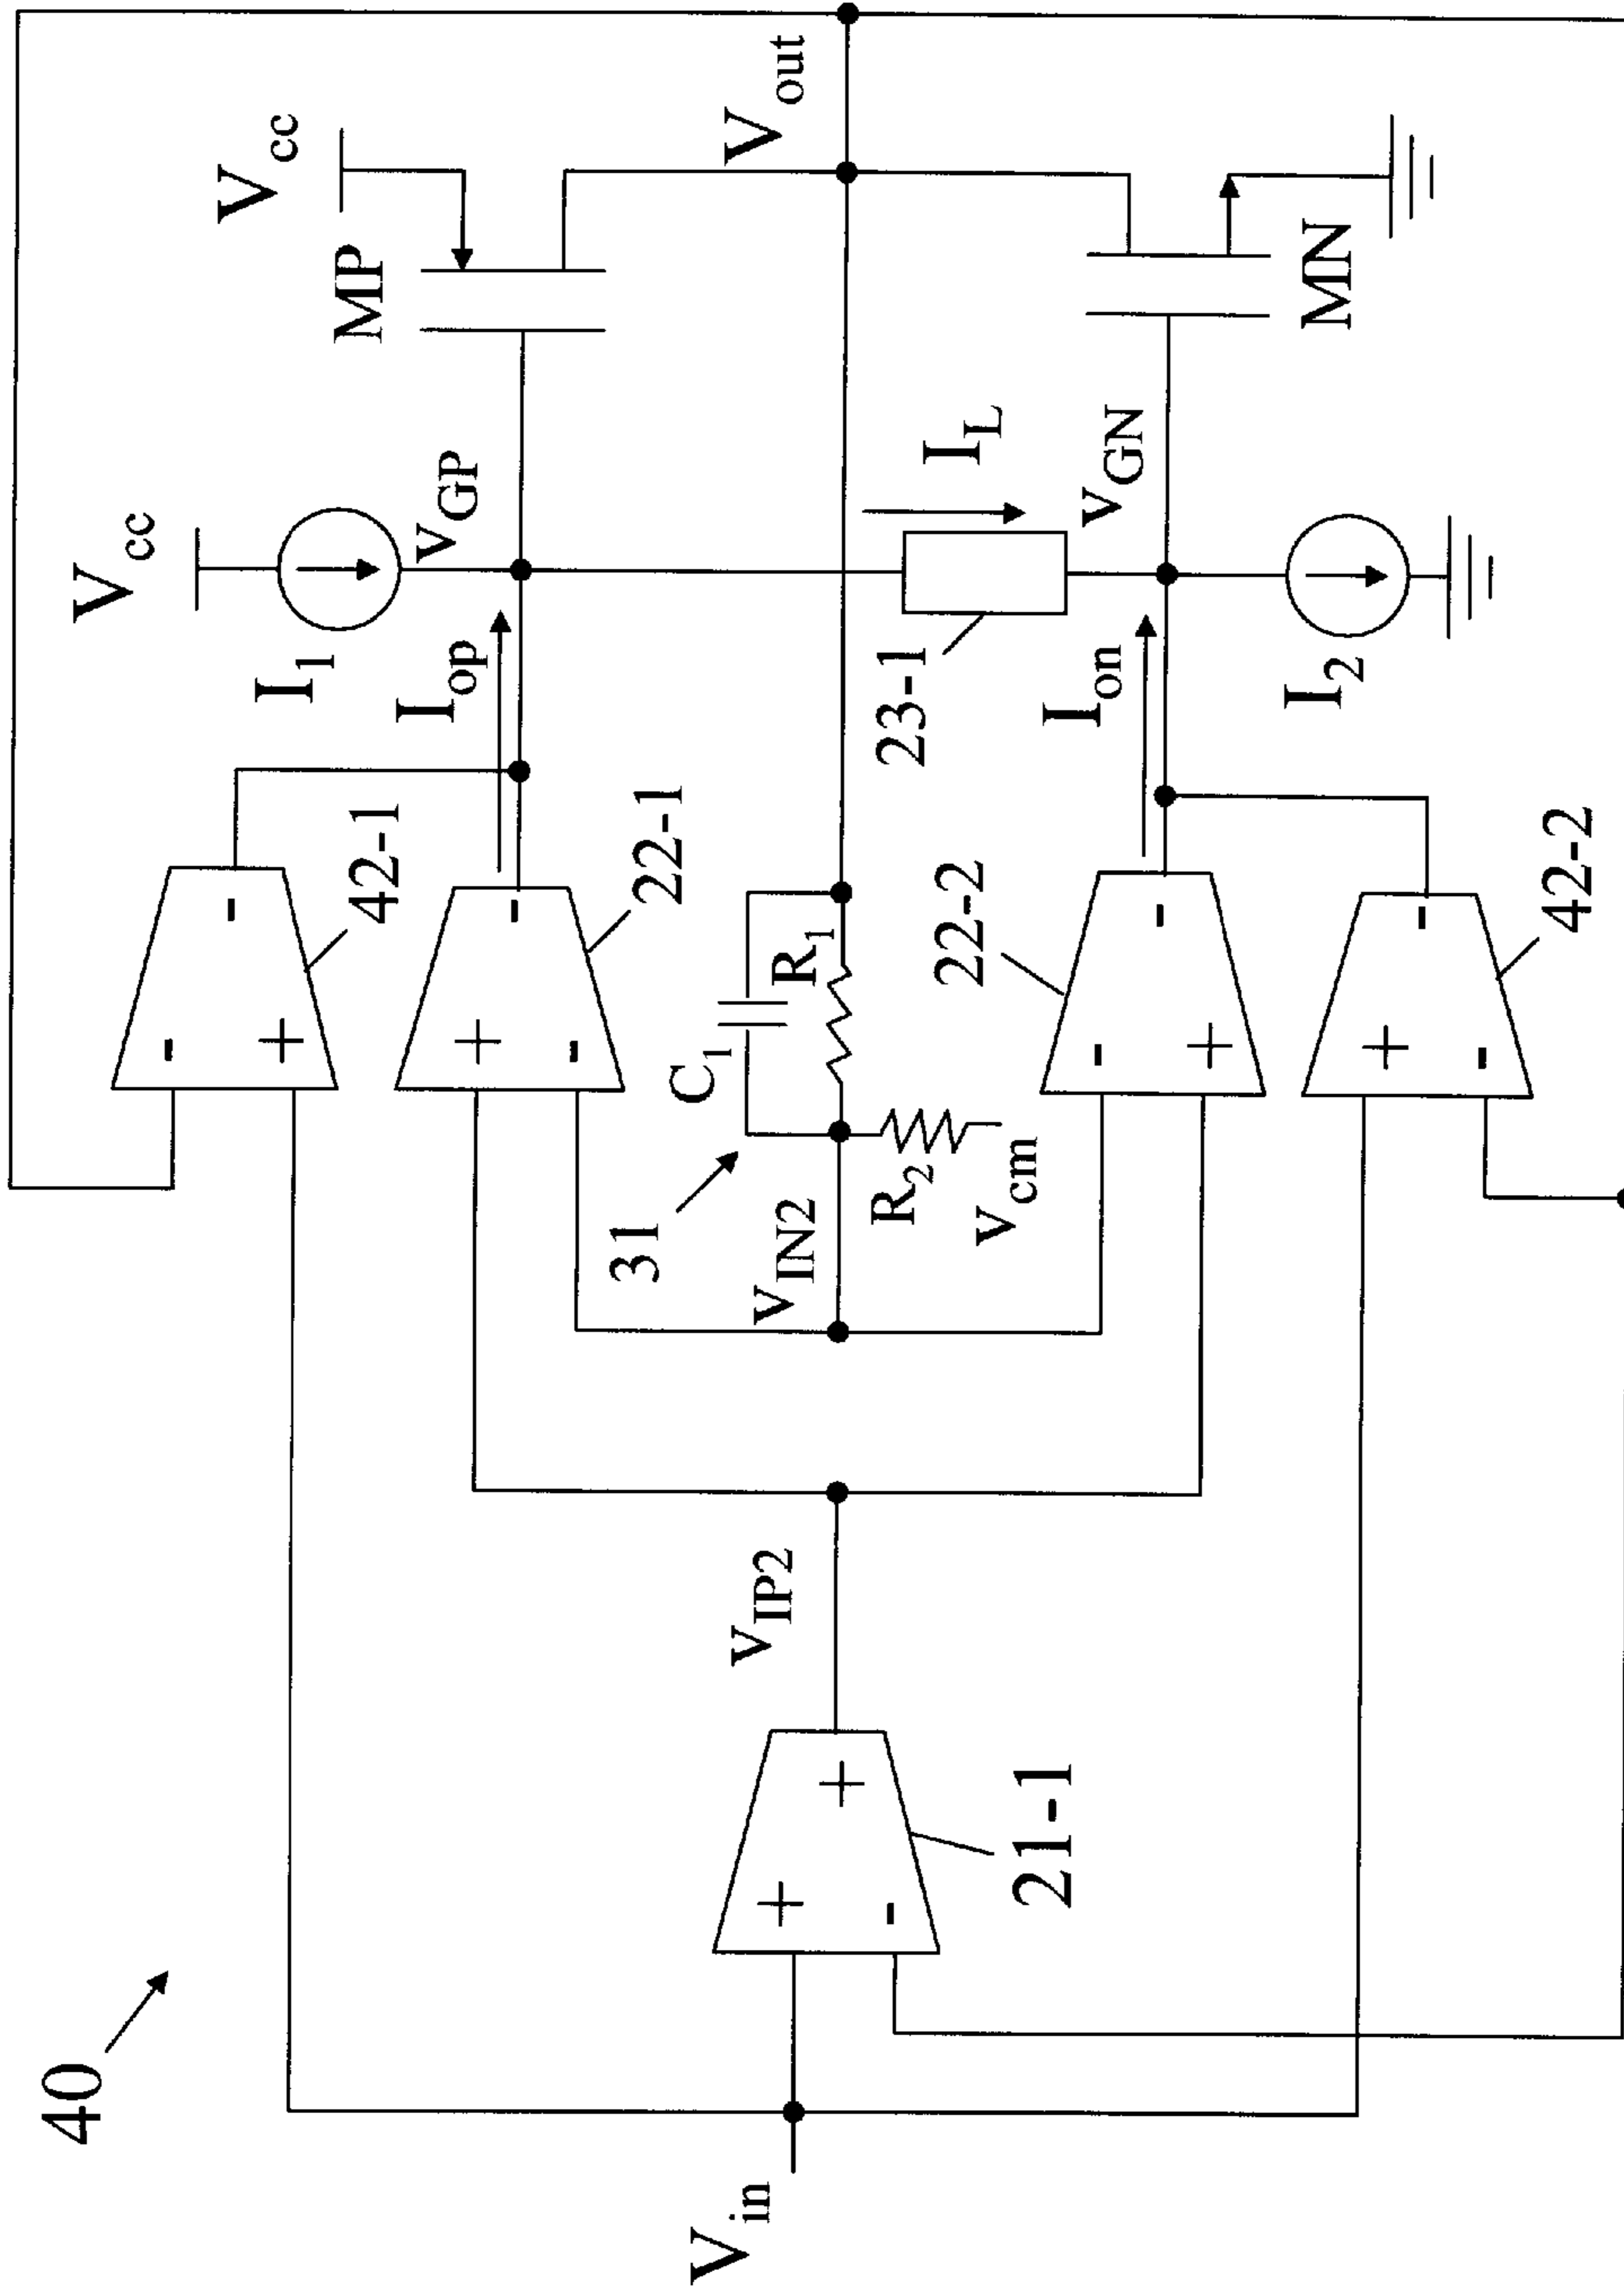 40
V_in
21-1
+
-
+
V_IP2
V_IN2
31
C_1
R_1
R_2
V_cm
42-1
-
+
-
22-1
+
-
-
22-2
-
+
-
42-2
+
-
-
I_op
I_on
V_cc
I_1
V_GP
23-1
I_L
V_GN
I_2
V_cc
MP
V_out
MN